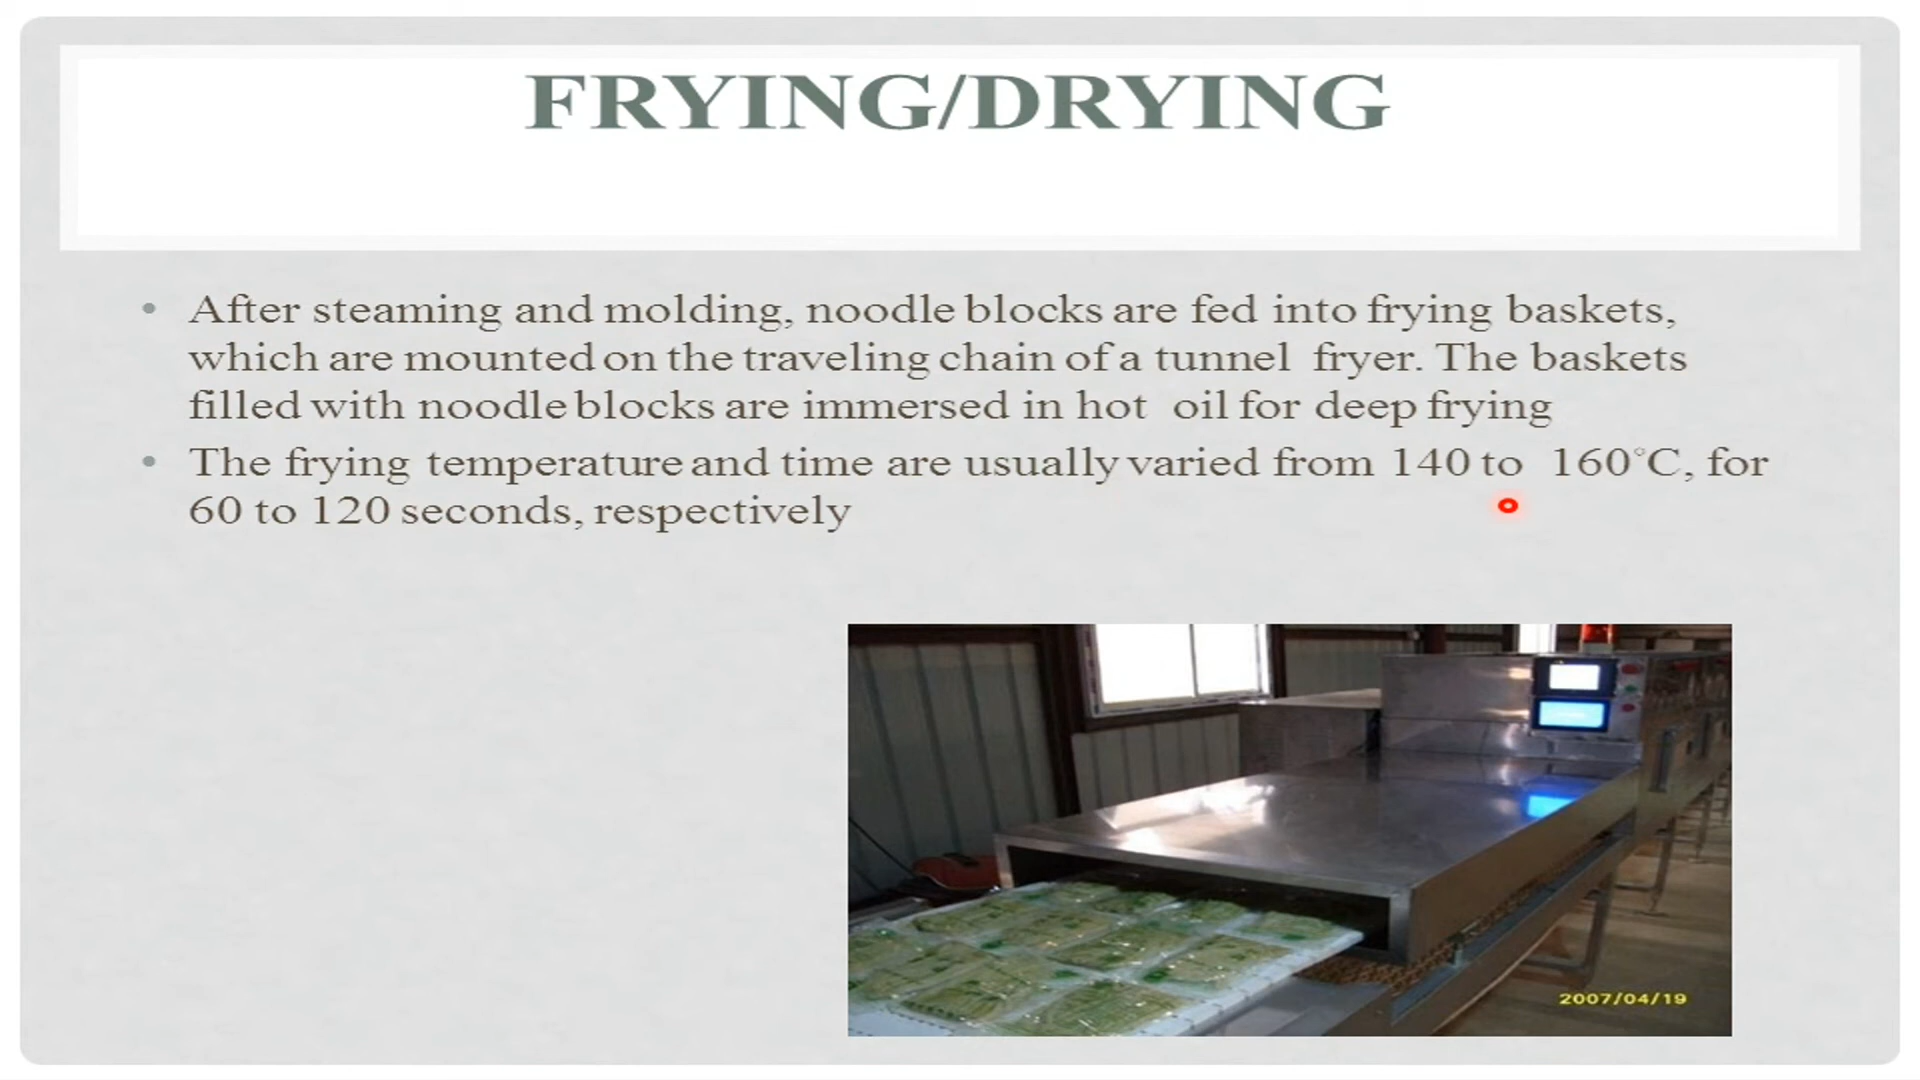 FRYING/DRYING
• After steaming and molding, noodle blocks are fed into frying baskets,
which are mounted on the traveling chain of a tunnel fryer. The baskets
filled with noodle blocks are immersed in hot oil for deep frying
• The frying temperature and time are usually varied from 140 to 160°C, for
60 to 120 seconds, respectively
2007/04/19